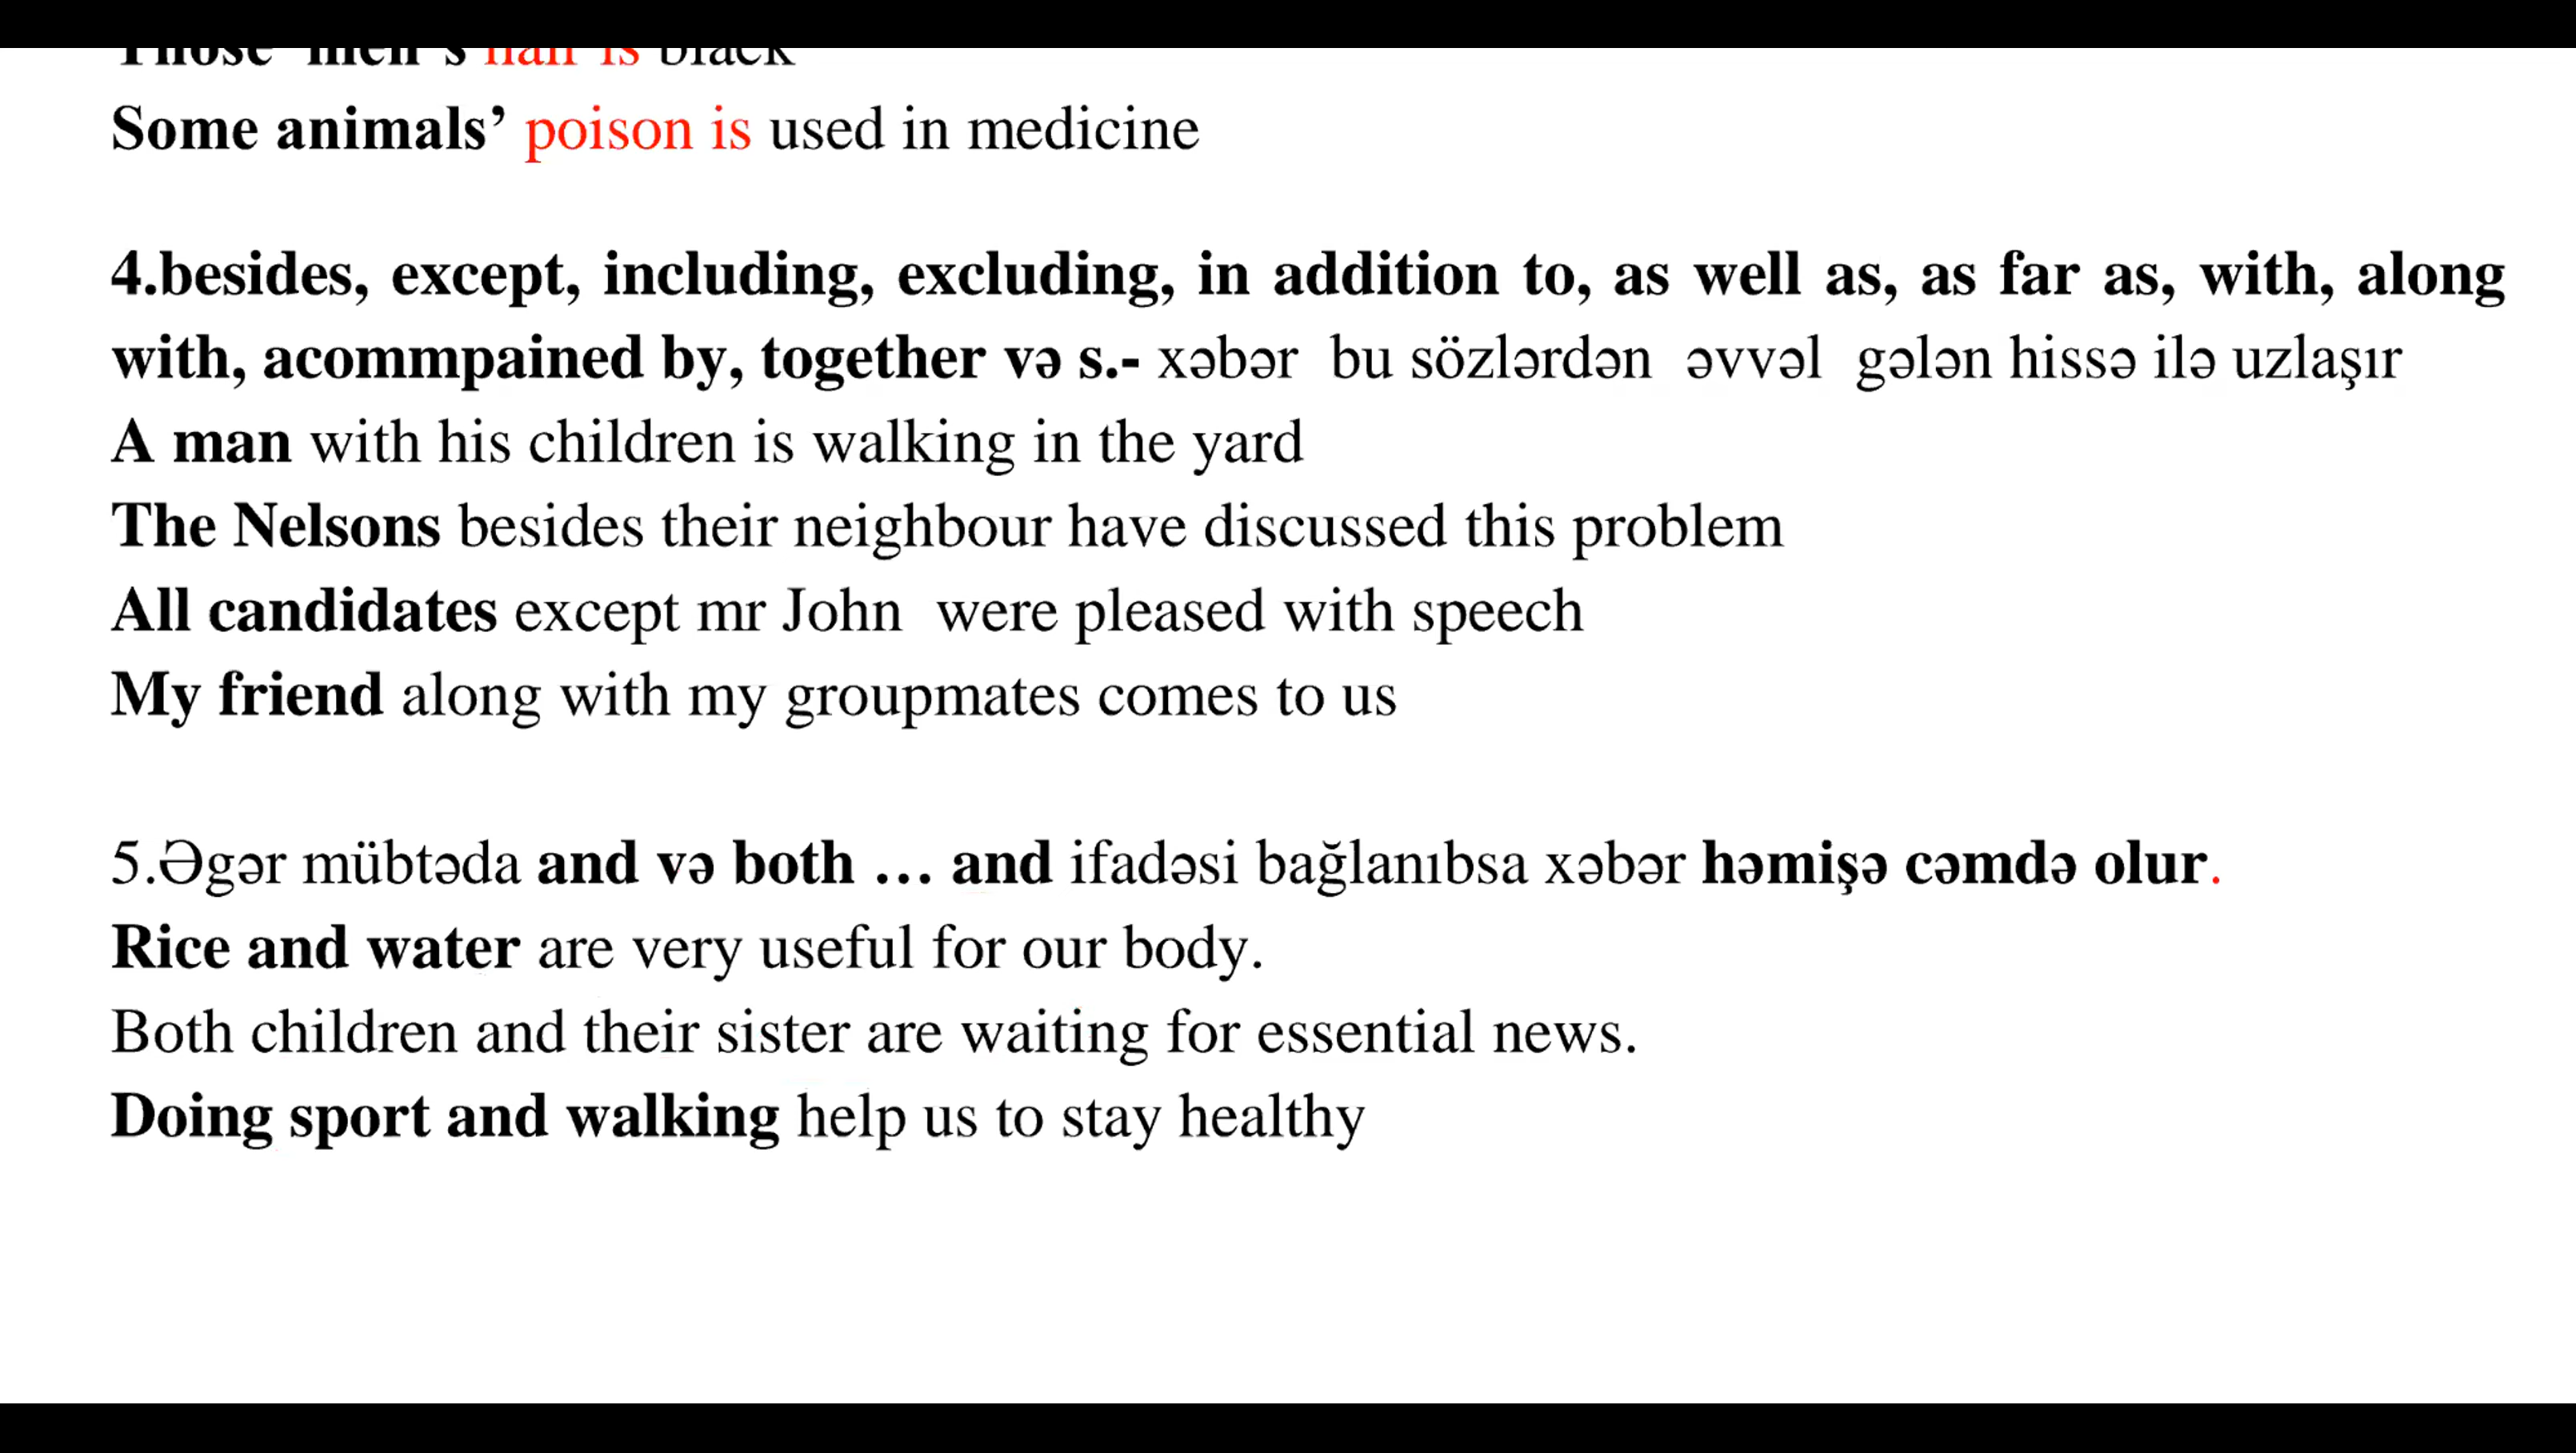 Those men's hair is black
Some animals’ poison is used in medicine
4.besides, except, including, excluding, in addition to, as well as, as far as, with, along
with, acommpained by, together və s.- xəbər bu sözlərdən əvvəl gələn hissə ilə uzlaşır
A man with his children is walking in the yard
The Nelsons besides their neighbour have discussed this problem
All candidates except mr John were pleased with speech
My friend along with my groupmates comes to us
5.Əgər mübtəda and və both … and ifadəsi bağlanıbsa xəbər həmişə cəmdə olur.
Rice and water are very useful for our body.
Both children and their sister are waiting for essential news.
Doing sport and walking help us to stay healthy